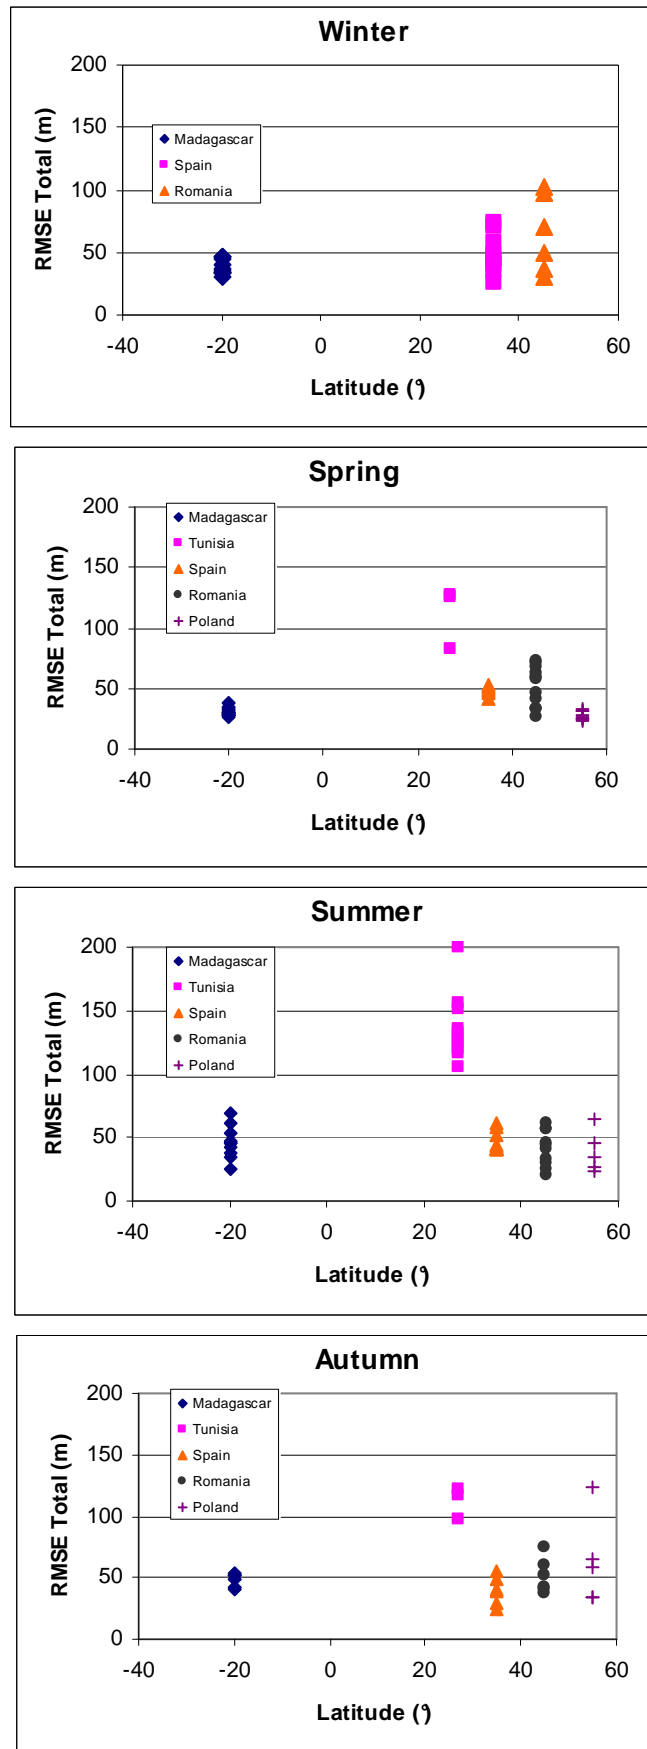 Winter
200
150
100
50
0
-40 -20 0 20 40 60
RMSE Total (m)
Latitude (°)
Madagascar
Spain
Romania
Spring
200
150
100
50
0
-40 -20 0 20 40 60
RMSE Total (m)
Latitude (°)
Madagascar
Tunisia
Spain
Romania
Poland
Summer
200
150
100
50
0
-40 -20 0 20 40 60
RMSE Total (m)
Latitude (°)
Madagascar
Tunisia
Spain
Romania
Poland
Autumn
200
150
100
50
0
-40 -20 0 20 40 60
RMSE Total (m)
Latitude (°)
Madagascar
Tunisia
Spain
Romania
Poland